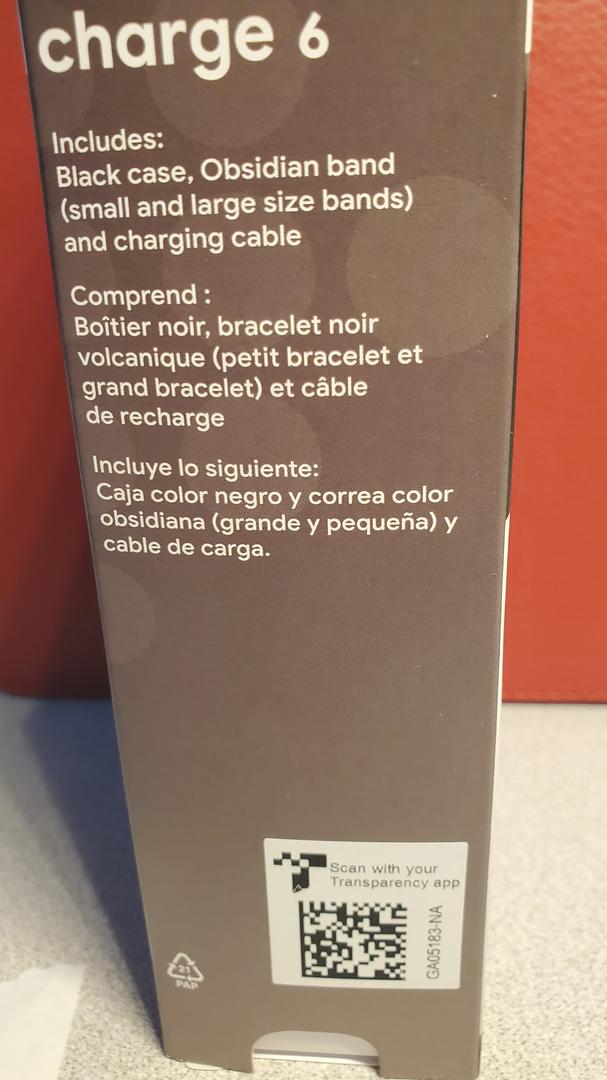 charge 6
Includes:
Black case, Obsidian band
(small and large size bands)
and charging cable
Comprend :
Boîtier noir, bracelet noir
volcanique (petit bracelet et
grand bracelet) et câble
de recharge
Incluye lo siguiente:
Caja color negro y correa color
obsidiana (grande y pequeña) y
cable de carga.
Scan with your
Transparency app
GA05183-NA
21
PAP